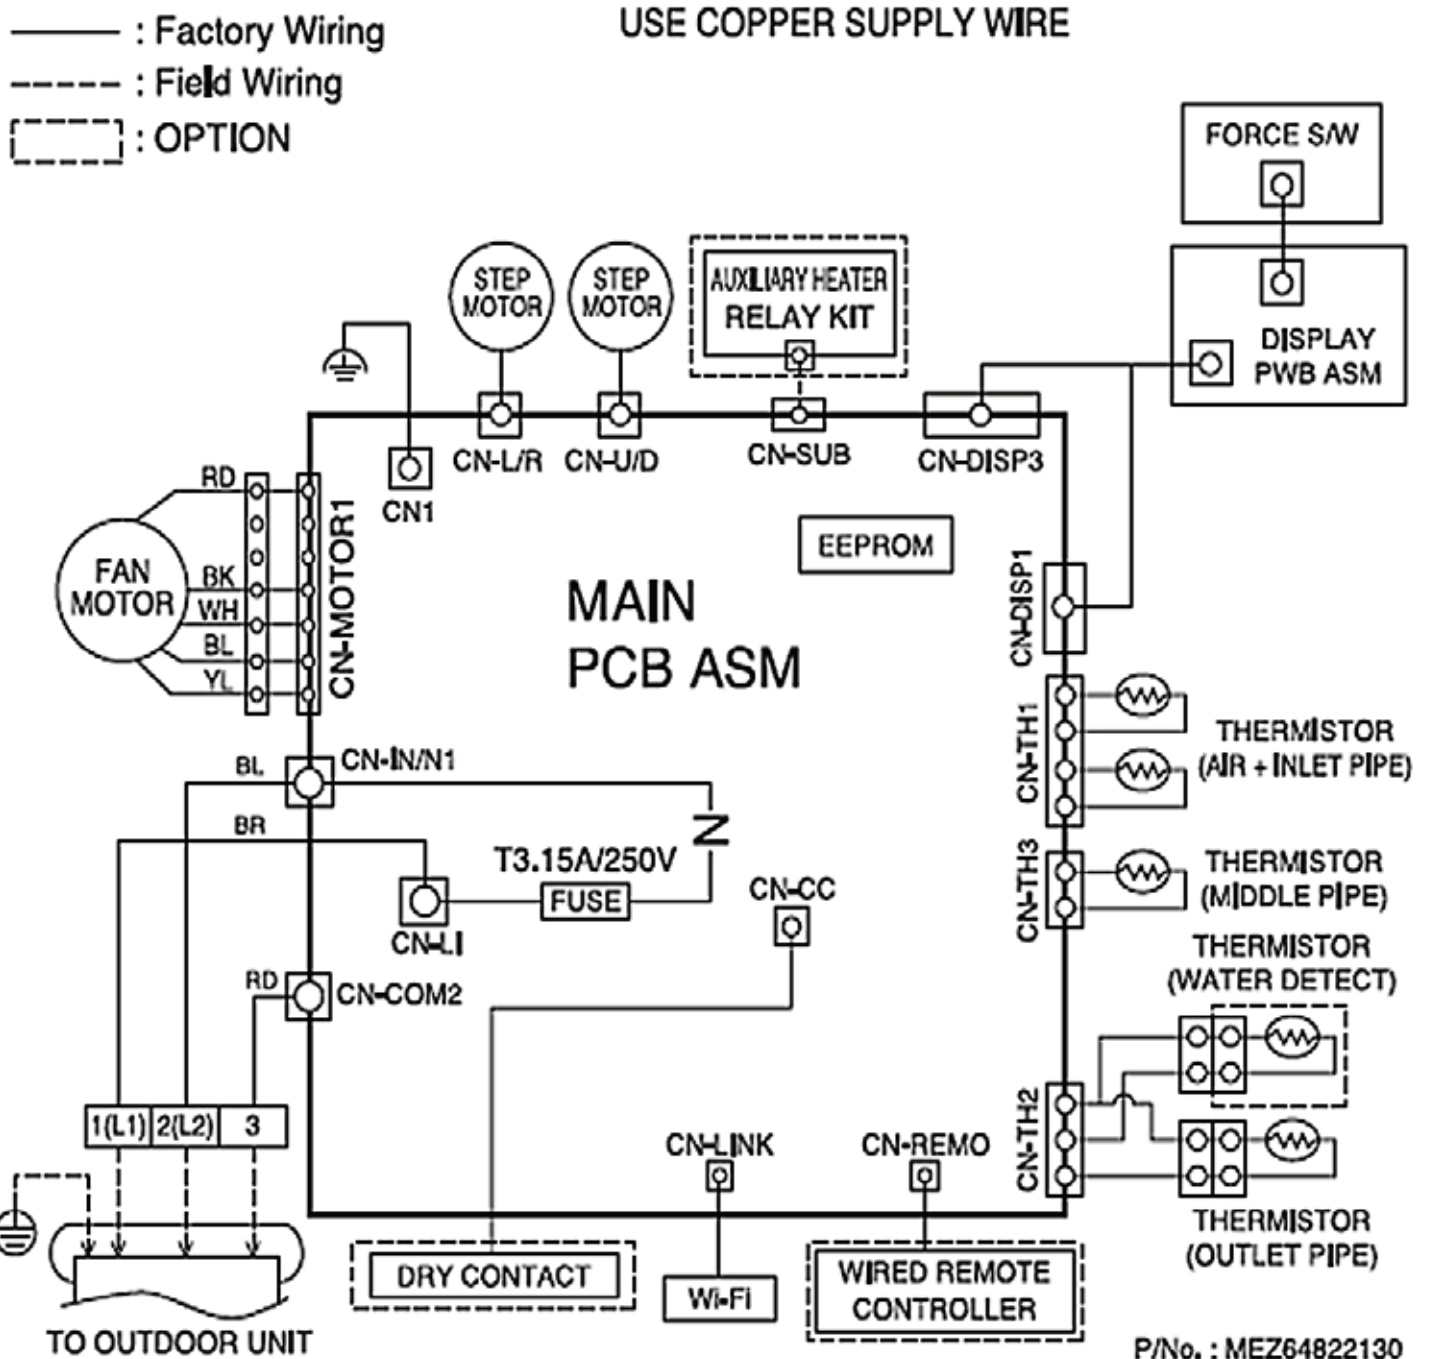 : Factory Wiring
: Field Wiring
: OPTION
USE COPPER SUPPLY WIRE
FORCE S/W
DISPLAY
PWB ASM
STEP
MOTOR
STEP
MOTOR
AUXILIARY HEATER
RELAY KIT
CN-L/R
CN-U/D
CN-SUB
CN-DISP3
CN1
RD
BK
WH
BL
YL
FAN
MOTOR
CN-MOTOR1
EEPROM
MAIN
PCB ASM
CN-DISP1
CN-TH1
THERMISTOR
(AIR + INLET PIPE)
BL
CN-IN/N1
BR
T3.15A/250V
FUSE
N
CN-LI
CN-CC
CN-TH3
THERMISTOR
(MIDDLE PIPE)
THERMISTOR
(WATER DETECT)
RD
CN-COM2
1(L1)
2(L2)
3
CN-TH2
CN-LINK
CN-REMO
THERMISTOR
(OUTLET PIPE)
DRY CONTACT
Wi-Fi
WIRED REMOTE
CONTROLLER
TO OUTDOOR UNIT
P/No. : MEZ64822130